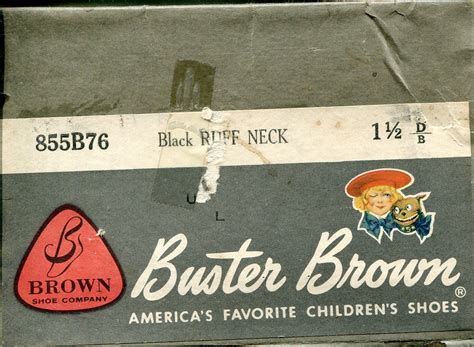 855B76 Black RUFF NECK 1½ D/B
U
L
B
BROWN
SHOE COMPANY
Buster Brown®
AMERICA'S FAVORITE CHILDREN'S SHOES